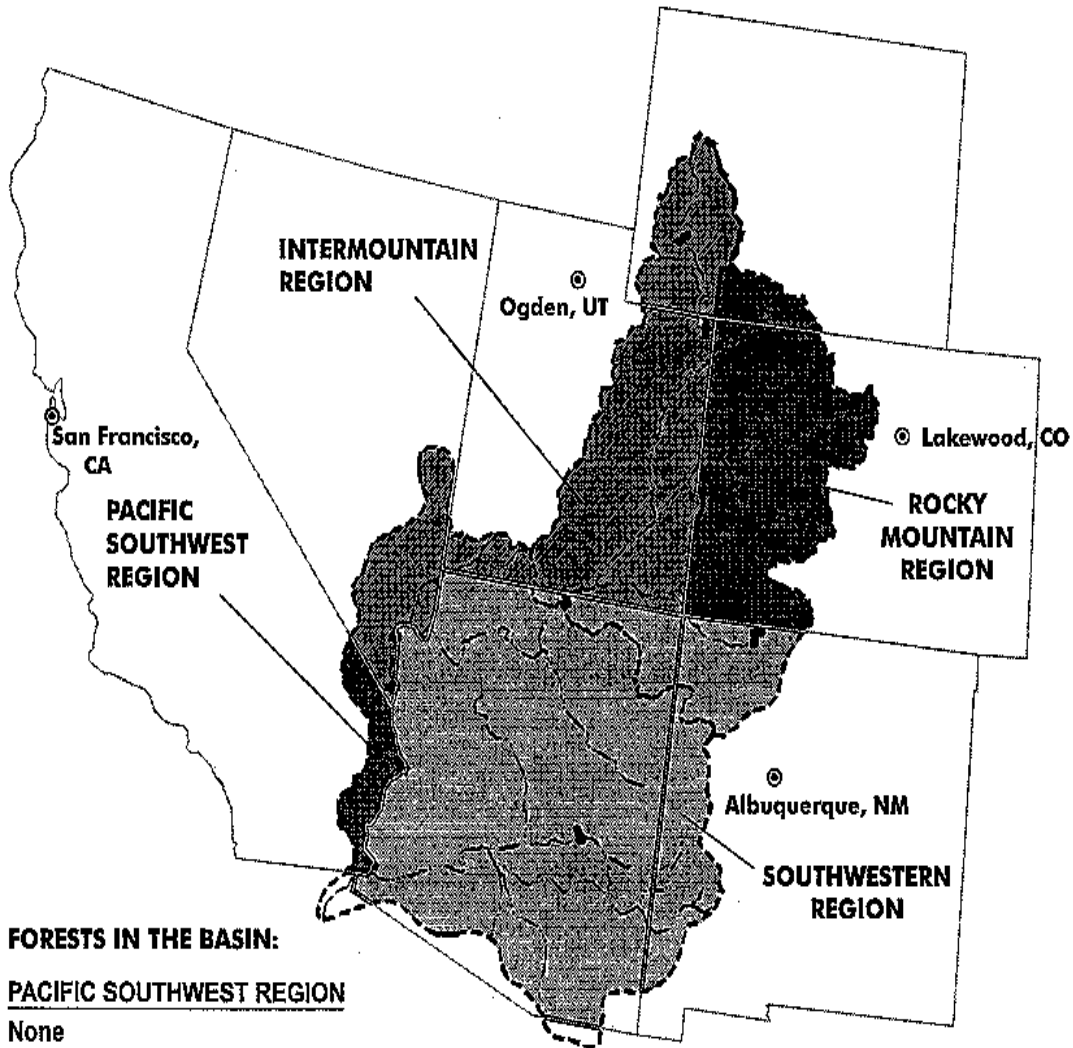 INTERMOUNTAIN
REGION
Ogden, UT
San Francisco,
CA
Lakewood, CO
PACIFIC
SOUTHWEST
REGION
ROCKY
MOUNTAIN
REGION
Albuquerque, NM
SOUTHWESTERN
REGION
FORESTS IN THE BASIN:
PACIFIC SOUTHWEST REGION
None